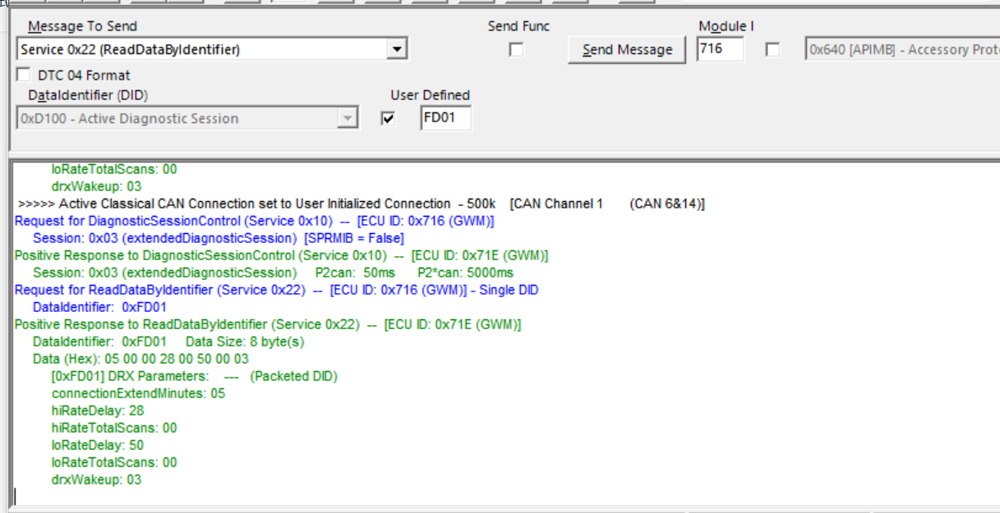 Message To Send
Send Func
Module I
Service 0x22 (ReadDataByIdentifier)
Send Message
716
0x640 [APIMB] - Accessory Prot
DTC 04 Format
DataIdentifier (DID)
User Defined
0xD100 - Active Diagnostic Session
FD01
loRateTotalScans: 00
drxWakeup: 03
>>>>> Active Classical CAN Connection set to User Initialized Connection - 500k [CAN Channel 1 (CAN 6&14)]
Request for DiagnosticSessionControl (Service 0x10) -- [ECU ID: 0x716 (GWM)]
Session: 0x03 (extendedDiagnosticSession) [SPRMIB = False]
Positive Response to DiagnosticSessionControl (Service 0x10) -- [ECU ID: 0x71E (GWM)]
Session: 0x03 (extendedDiagnosticSession) P2can: 50ms P2*can: 5000ms
Request for ReadDataByIdentifier (Service 0x22) -- [ECU ID: 0x716 (GWM)] - Single DID
DataIdentifier: 0xFD01
Positive Response to ReadDataByIdentifier (Service 0x22) -- [ECU ID: 0x71E (GWM)]
DataIdentifier: 0xFD01 Data Size: 8 byte(s)
Data (Hex): 05 00 00 28 00 50 00 03
[0xFD01] DRX Parameters: --- (Packeted DID)
connectionExtendMinutes: 05
hiRateDelay: 28
hiRateTotalScans: 00
loRateDelay: 50
loRateTotalScans: 00
drxWakeup: 03